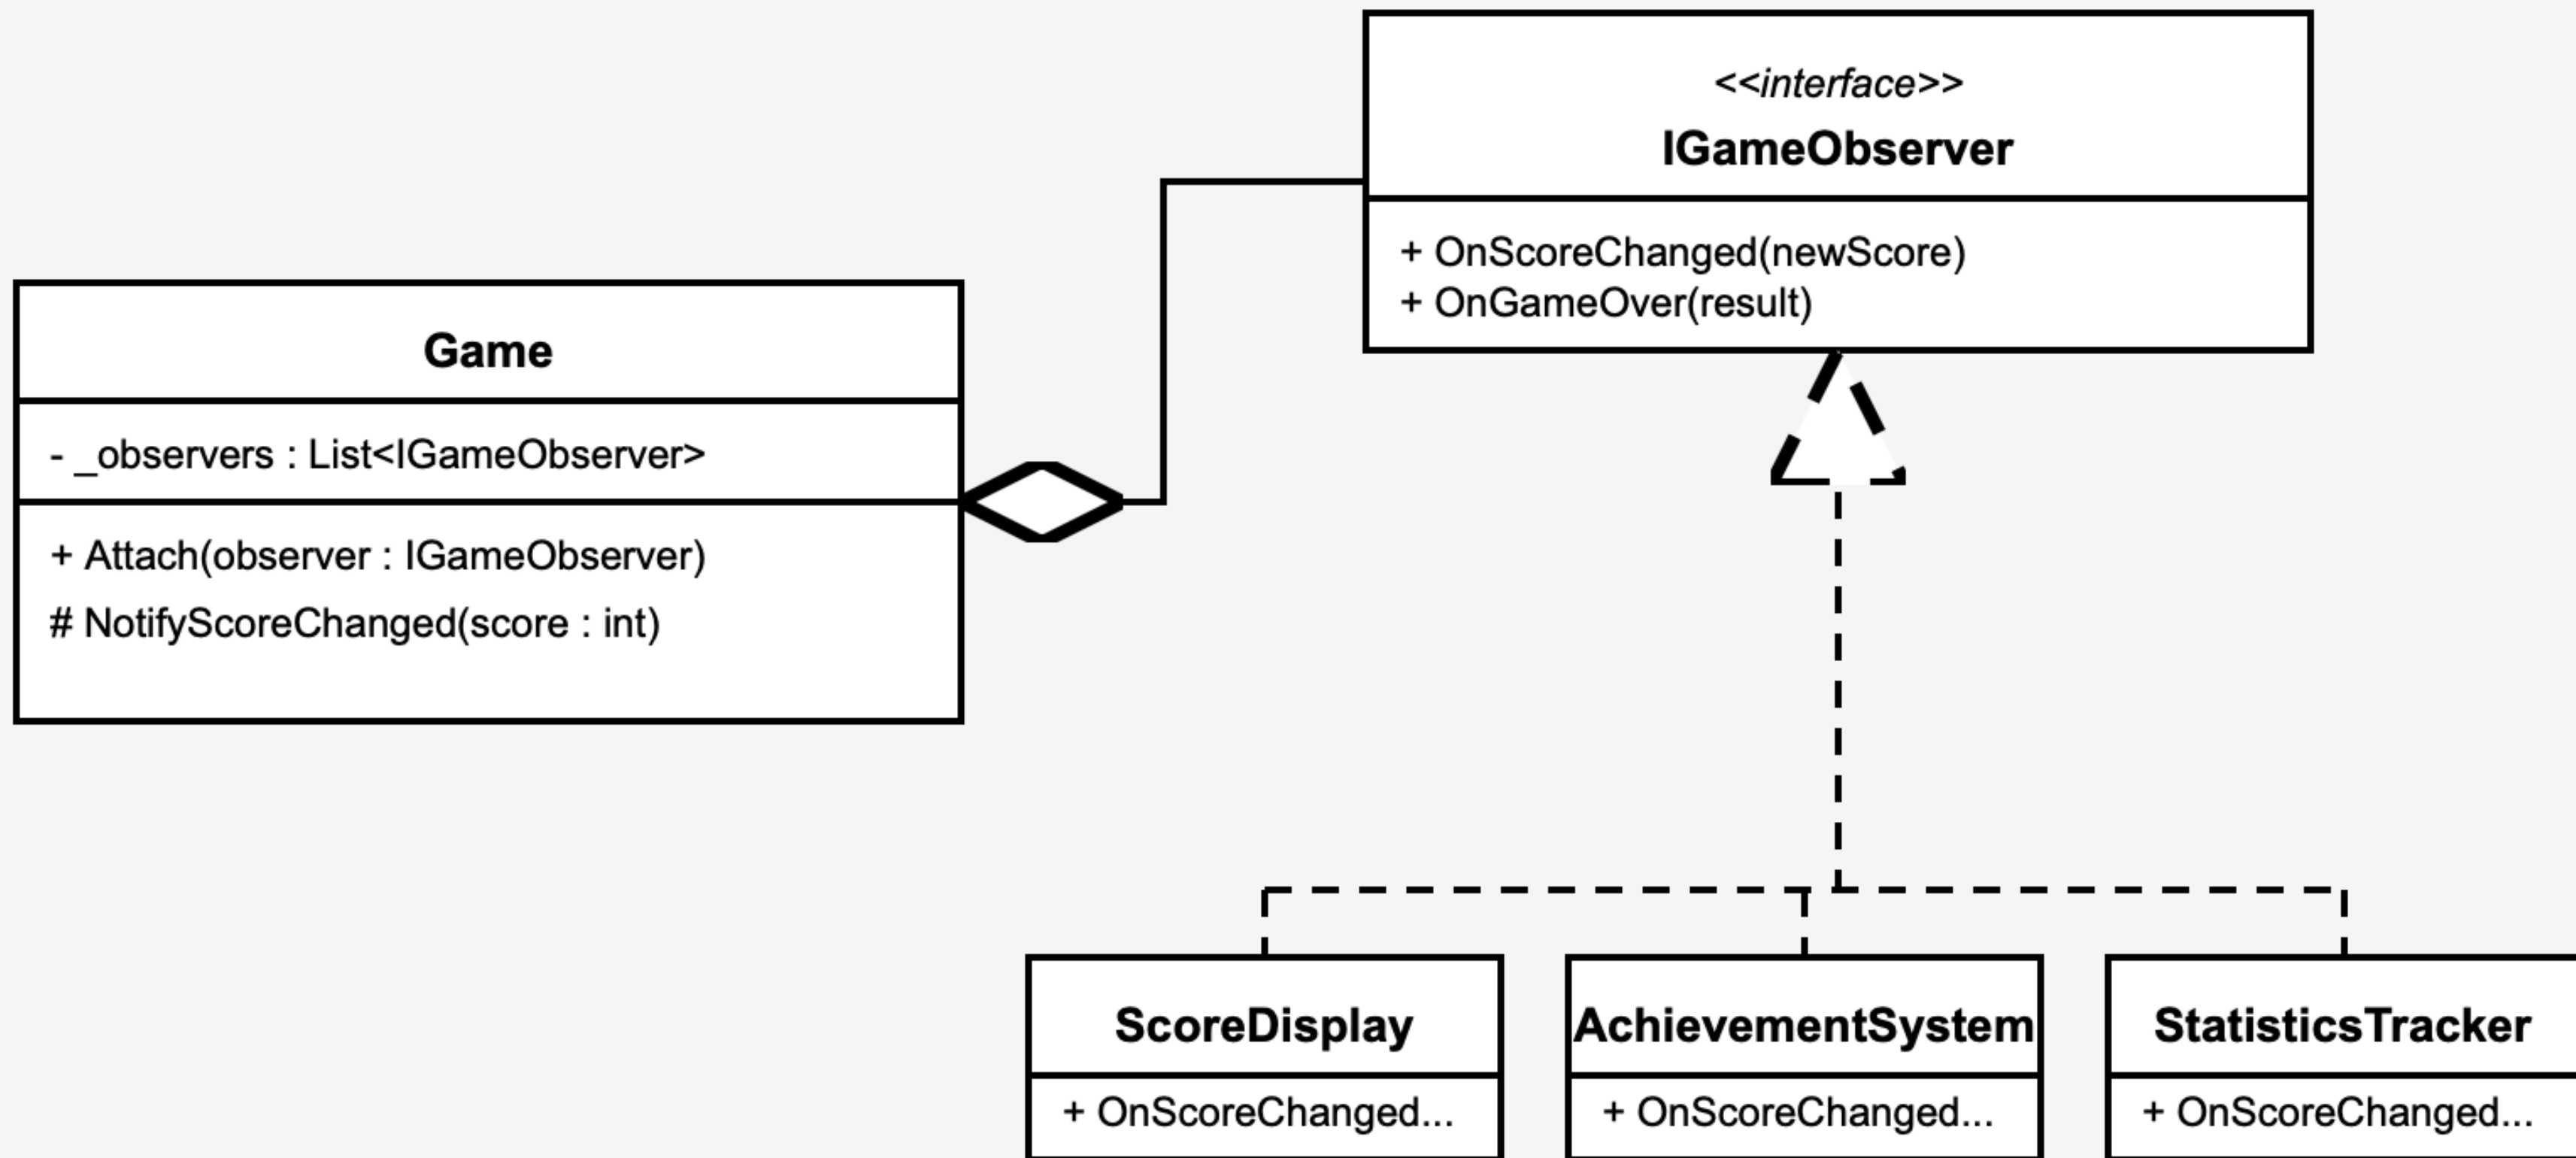 <<interface>>
IGameObserver
+ OnScoreChanged(newScore)
+ OnGameOver(result)
Game
- _observers : List<IGameObserver>
+ Attach(observer : IGameObserver)
# NotifyScoreChanged(score : int)
ScoreDisplay
+ OnScoreChanged...
AchievementSystem
+ OnScoreChanged...
StatisticsTracker
+ OnScoreChanged...